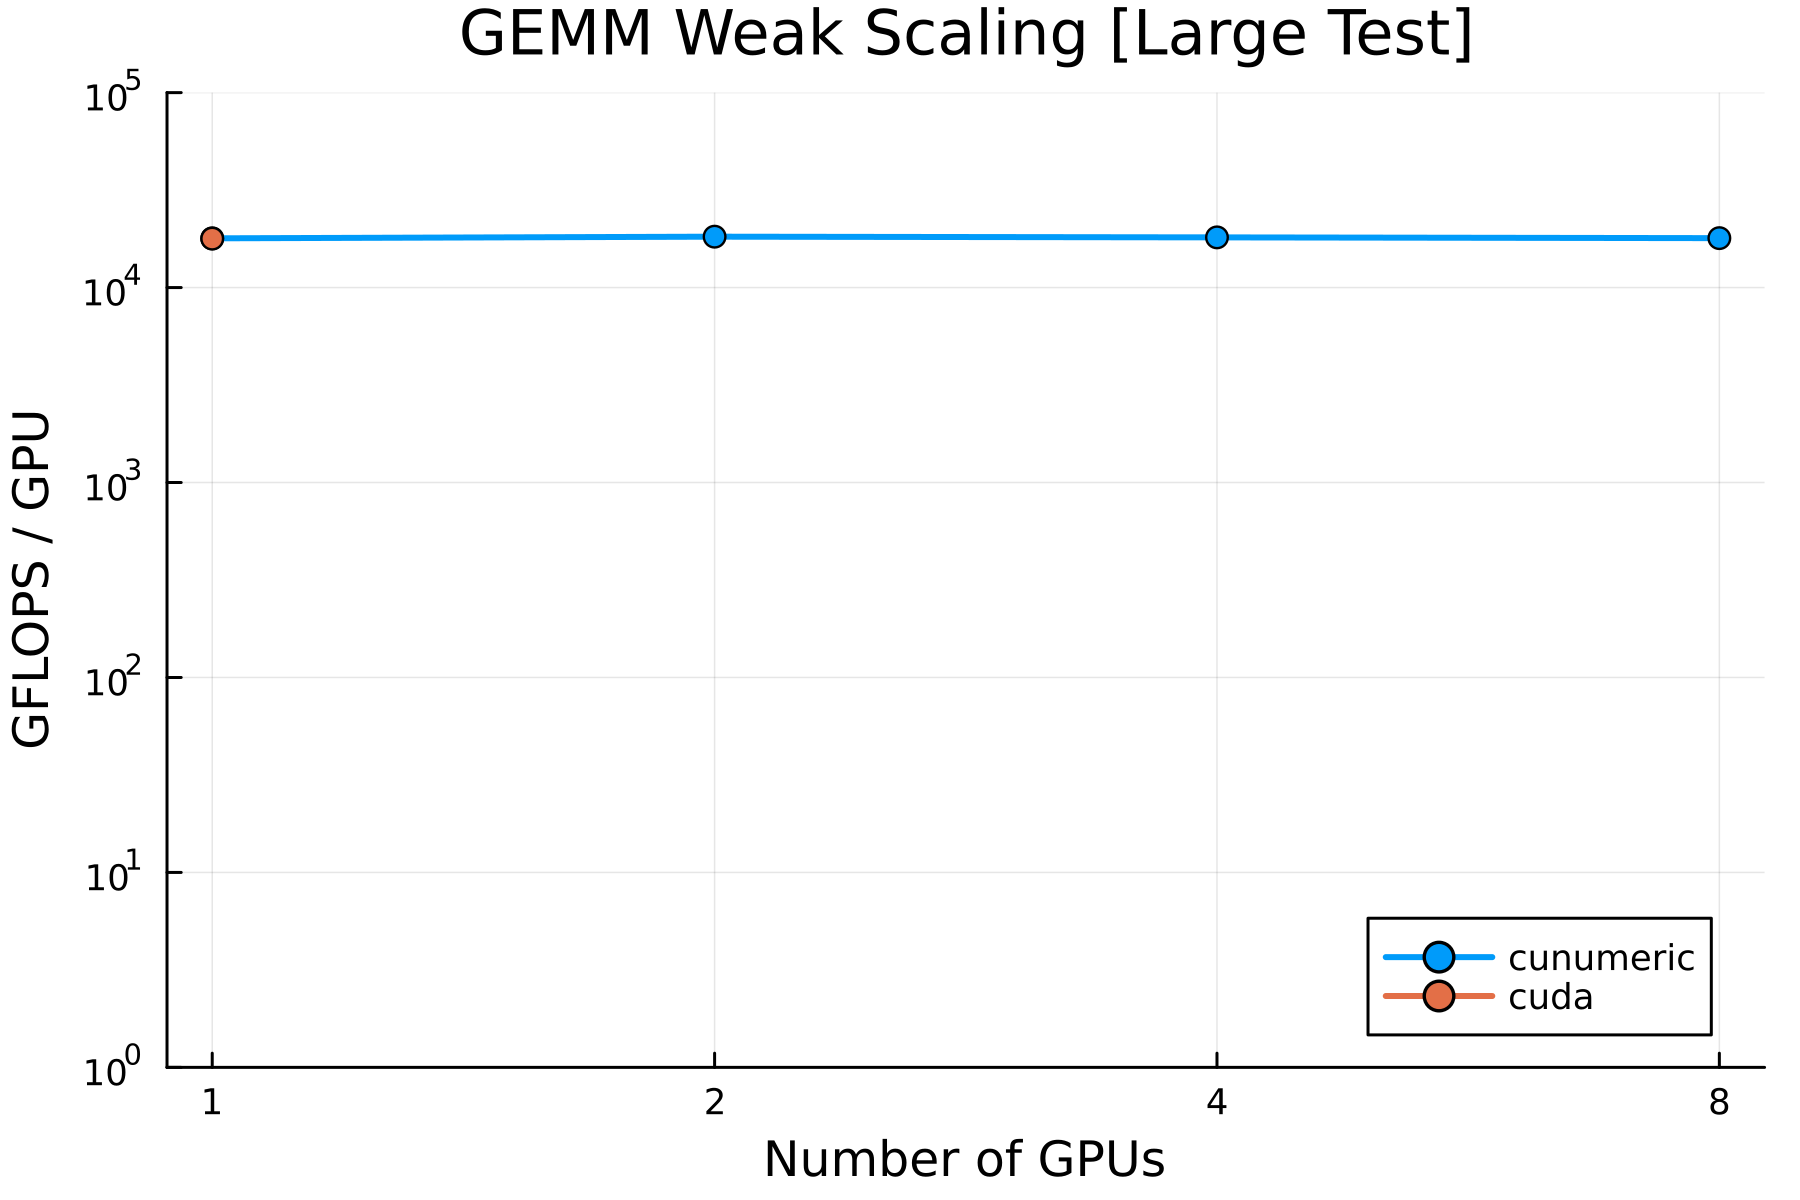 GEMM Weak Scaling [Large Test]
10^5
10^4
10^3
10^2
10^1
10^0
GFLOPS / GPU
cunumeric
cuda
1 2 4 8
Number of GPUs